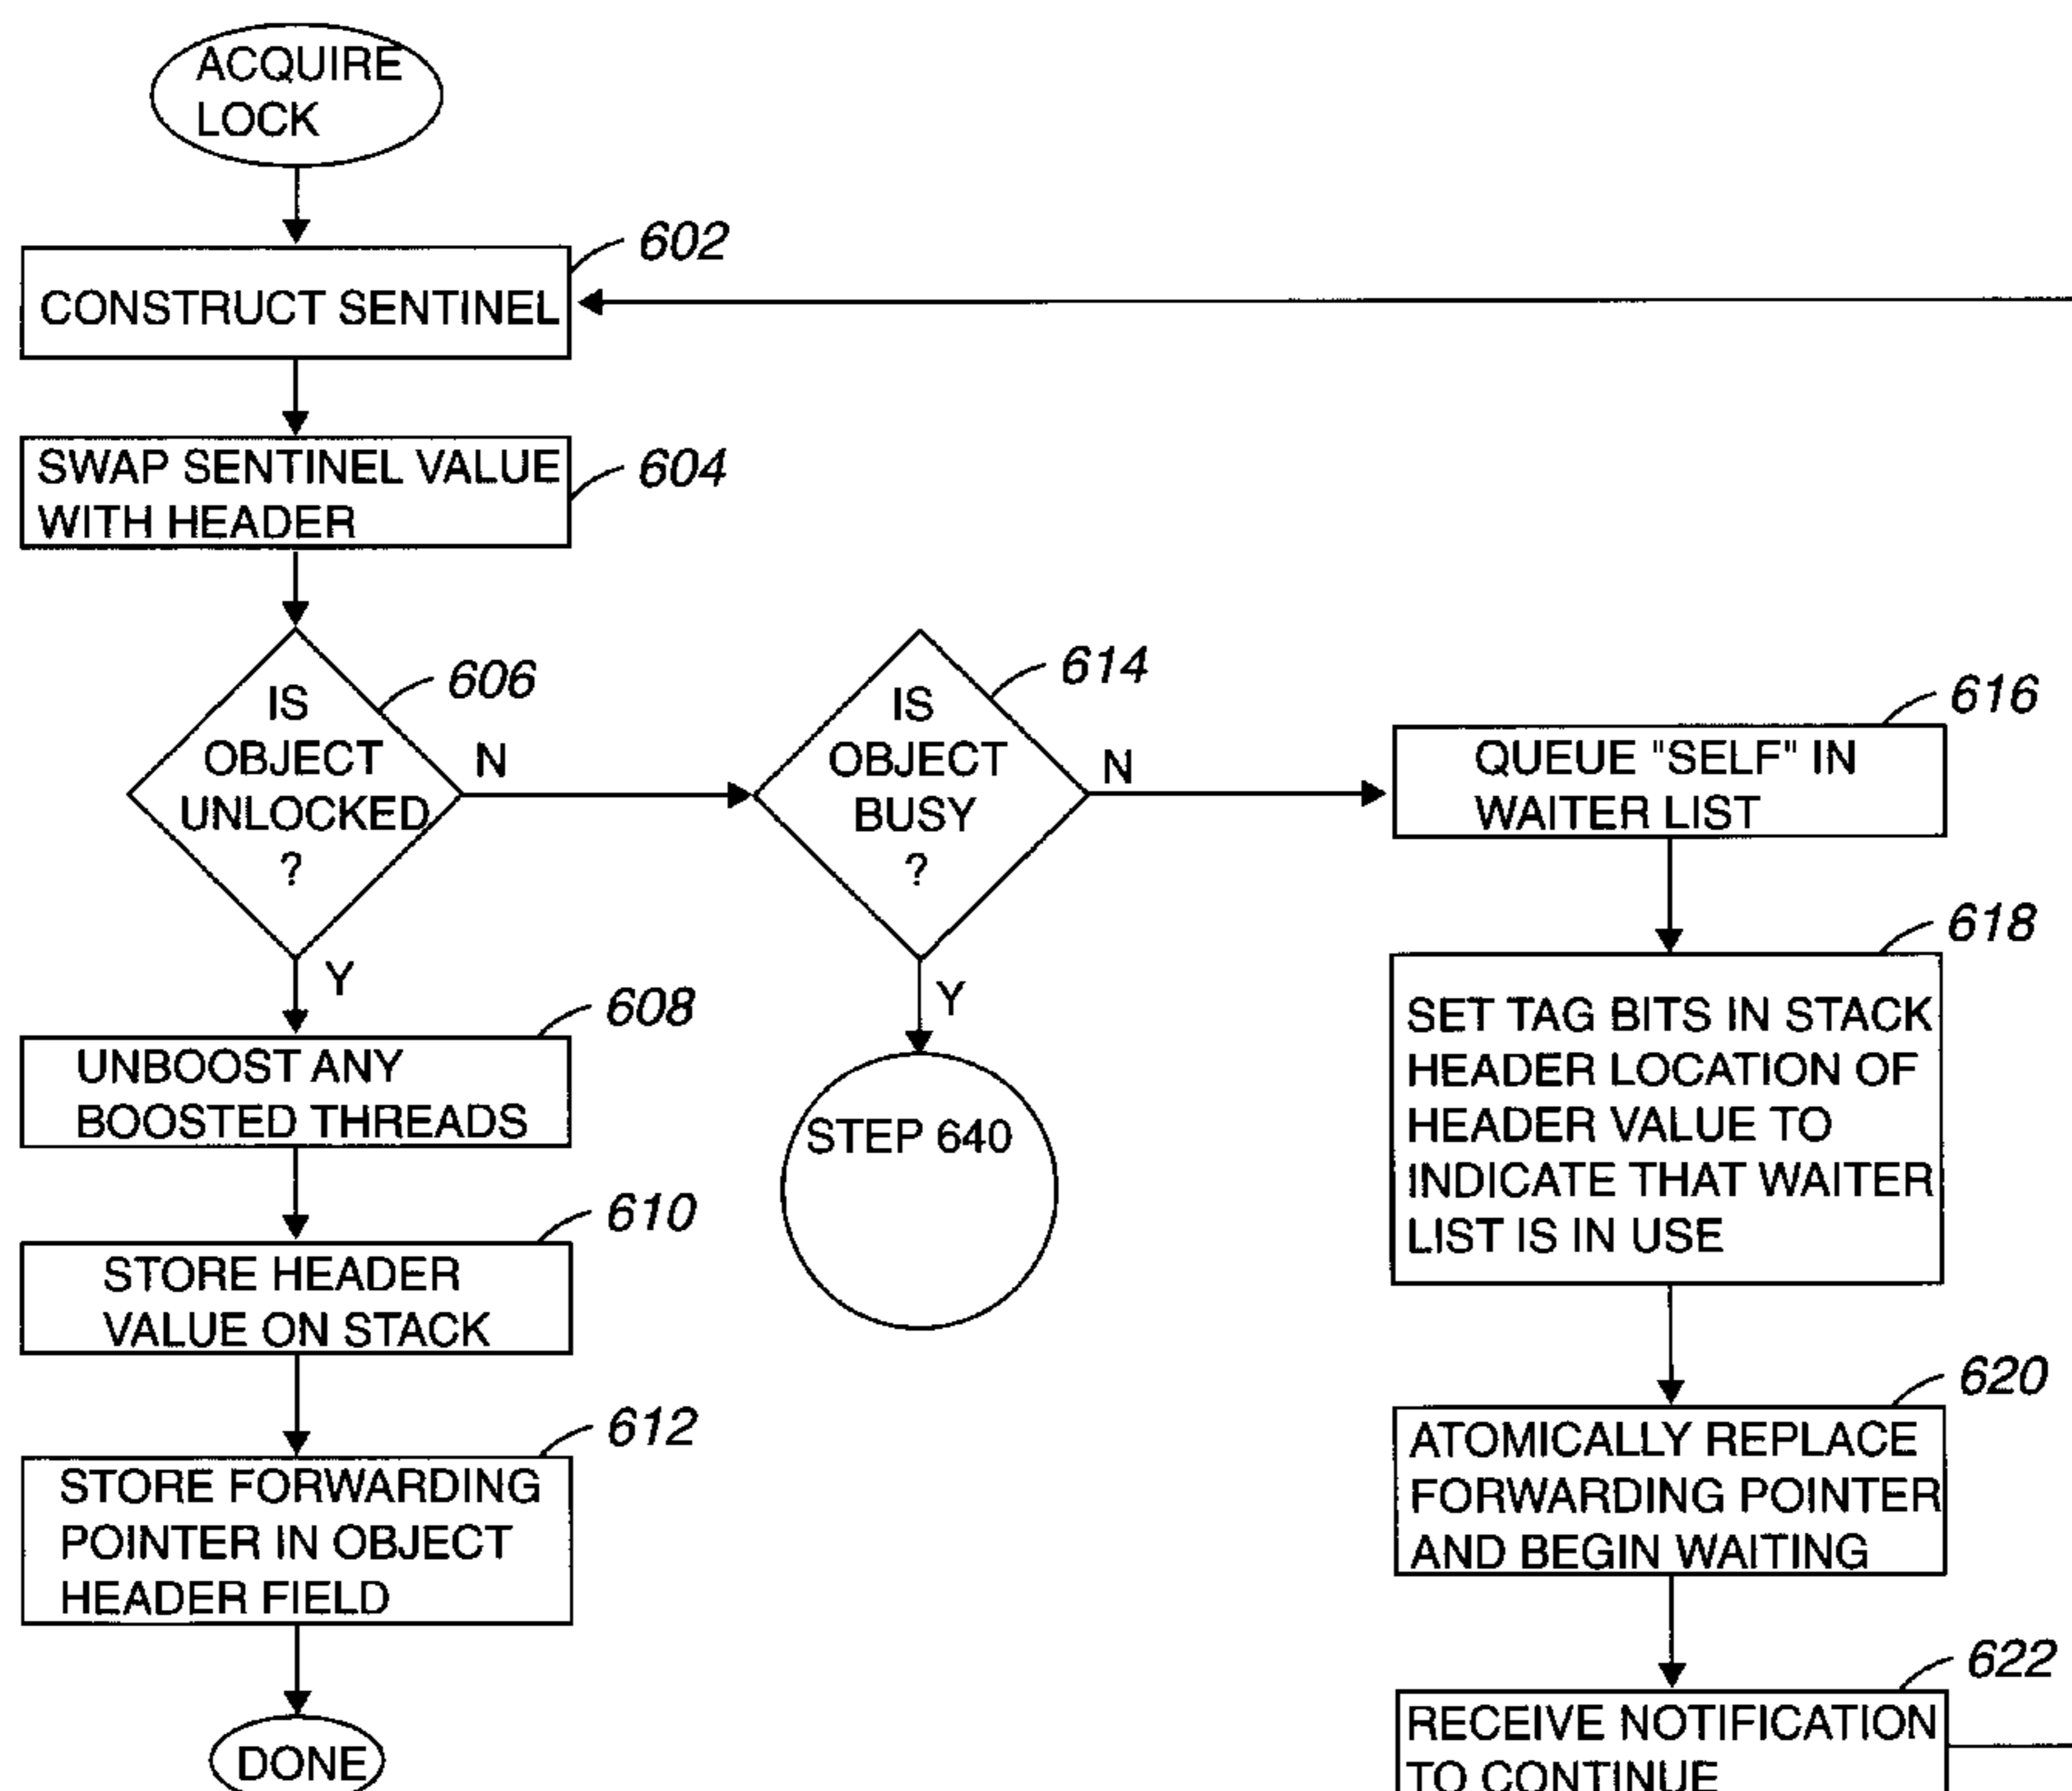 ACQUIRE
LOCK
602
CONSTRUCT SENTINEL
604
SWAP SENTINEL VALUE
WITH HEADER
606
IS
OBJECT
UNLOCKED
?
N
Y
608
UNBOOST ANY
BOOSTED THREADS
610
STORE HEADER
VALUE ON STACK
612
STORE FORWARDING
POINTER IN OBJECT
HEADER FIELD
DONE
614
IS
OBJECT
BUSY
?
N
Y
STEP 640
616
QUEUE "SELF" IN
WAITER LIST
618
SET TAG BITS IN STACK
HEADER LOCATION OF
HEADER VALUE TO
INDICATE THAT WAITER
LIST IS IN USE
620
ATOMICALLY REPLACE
FORWARDING POINTER
AND BEGIN WAITING
622
RECEIVE NOTIFICATION
TO CONTINUE